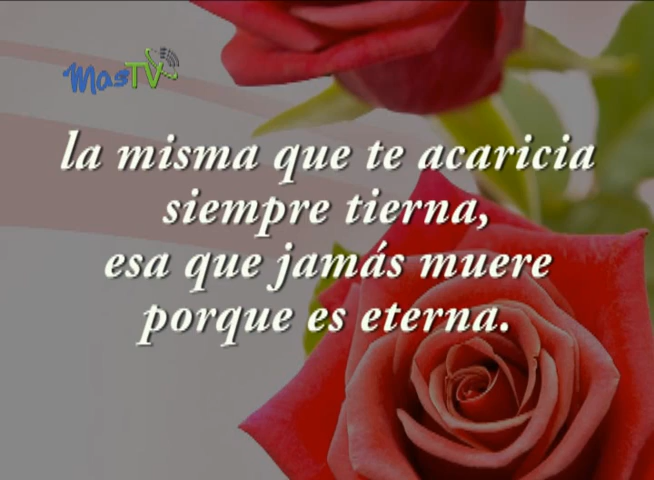 MasTV
la misma que te acaricia
siempre tierna,
esa que jamás muere
porque es eterna.